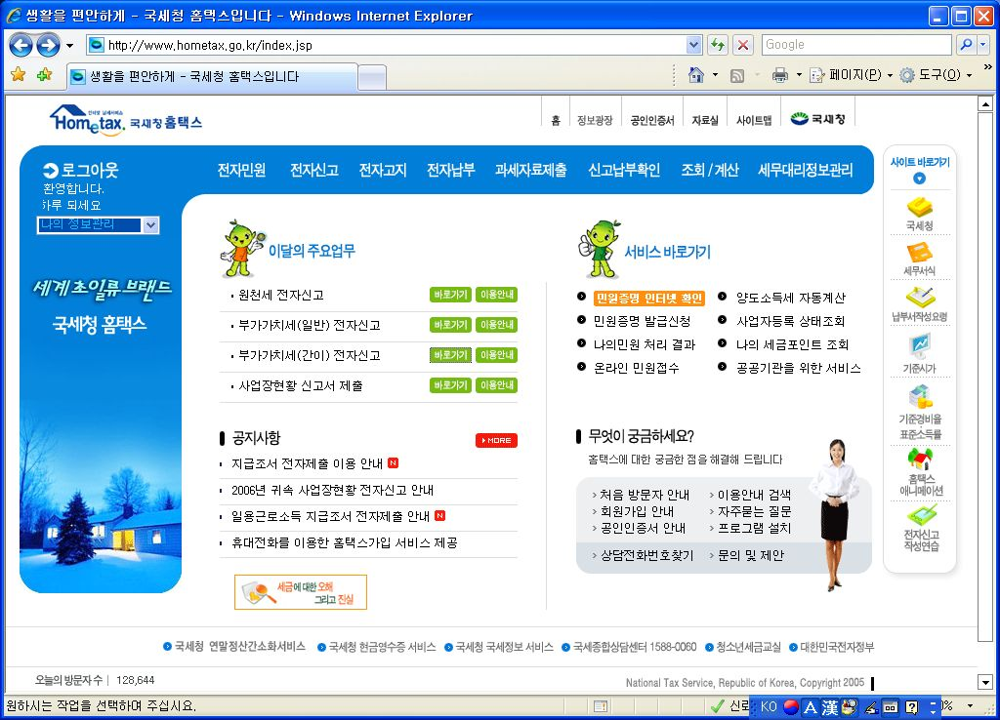 생활을 편안하게 - 국세청 홈택스입니다 - Windows Internet Explorer
http://www.hometax.go.kr/index.jsp
Google
생활을 편안하게 - 국세청 홈택스입니다
페이지(P)
도구(O)
Hometax. 국세청 홈택스
홈
정보광장
공인인증서
자료실
사이트맵
국세청
로그아웃
환영합니다.
하루 되세요
나의 정보관리
세계 초일류 브랜드
국세청 홈택스
전자민원 전자신고 전자고지 전자납부 과세자료제출 신고납부확인 조회/계산 세무대리정보관리
이달의 주요업무
원천세 전자신고 바로가기 이용안내
부가가치세(일반) 전자신고 바로가기 이용안내
부가가치세(간이) 전자신고 바로가기 이용안내
사업장현황 신고서 제출 바로가기 이용안내
서비스 바로가기
민원증명 인터넷 확인 양도소득세 자동계산
민원증명 발급신청 사업자등록 상태조회
나의민원 처리 결과 나의 세금포인트 조회
온라인 민원접수 공공기관을 위한 서비스
공지사항 MORE
지급조서 전자제출 이용 안내 N
2006년 귀속 사업장현황 전자신고 안내
일용근로소득 지급조서 전자제출 안내 N
휴대전화를 이용한 홈택스가입 서비스 제공
세금에 대한 오해
그리고 진실
무엇이 궁금하세요?
홈택스에 대한 궁금한 점을 해결해 드립니다
처음 방문자 안내 이용안내 검색
회원가입 안내 자주묻는 질문
공인인증서 안내 프로그램 설치
상담전화번호찾기 문의 및 제안
사이트 바로가기
국세청
세무서식
납부서작성요령
기준시가
기준경비율
표준소득률
홈택스
애니메이션
전자신고
작성연습
국세청 연말정산간소화서비스 국세청 현금영수증 서비스 국세청 국세정보 서비스 국세종합상담센터 1588-0060 청소년세금교실 대한민국전자정부
오늘의 방문자 수 | 128,644
National Tax Service, Republic of Korea, Copyright 2005
원하시는 작업을 선택하며 주십시요.
신뢰
KO
A 漢
%